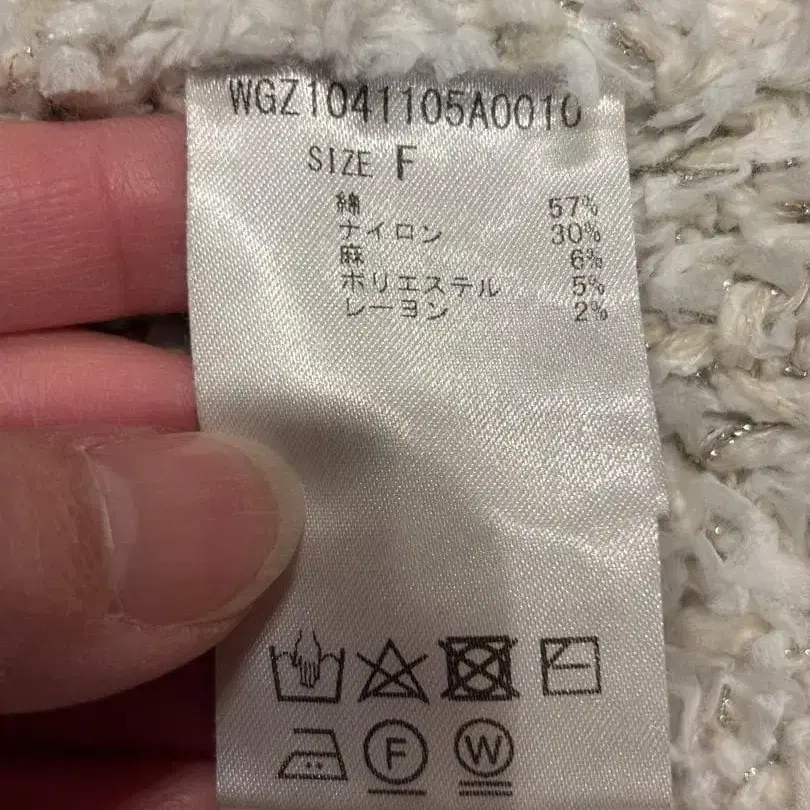 WGZ1041105A0010
SIZE F
綿 57%
ナイロン 30%
麻 6%
ポリエステル 5%
レーヨン 2%
F W